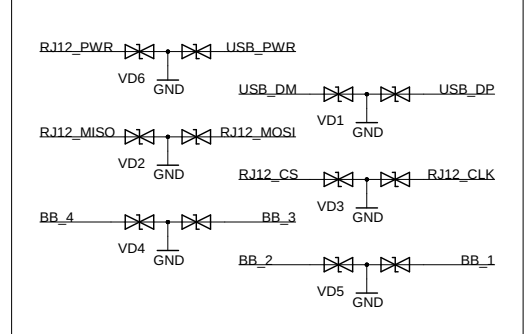 RJ12_PWR USB_PWR
VD6
GND
USB_DM USB_DP
VD1
GND
RJ12_MISO RJ12_MOSI
VD2
GND
RJ12_CS RJ12_CLK
VD3
GND
BB_4 BB_3
VD4
GND
BB_2 BB_1
VD5
GND